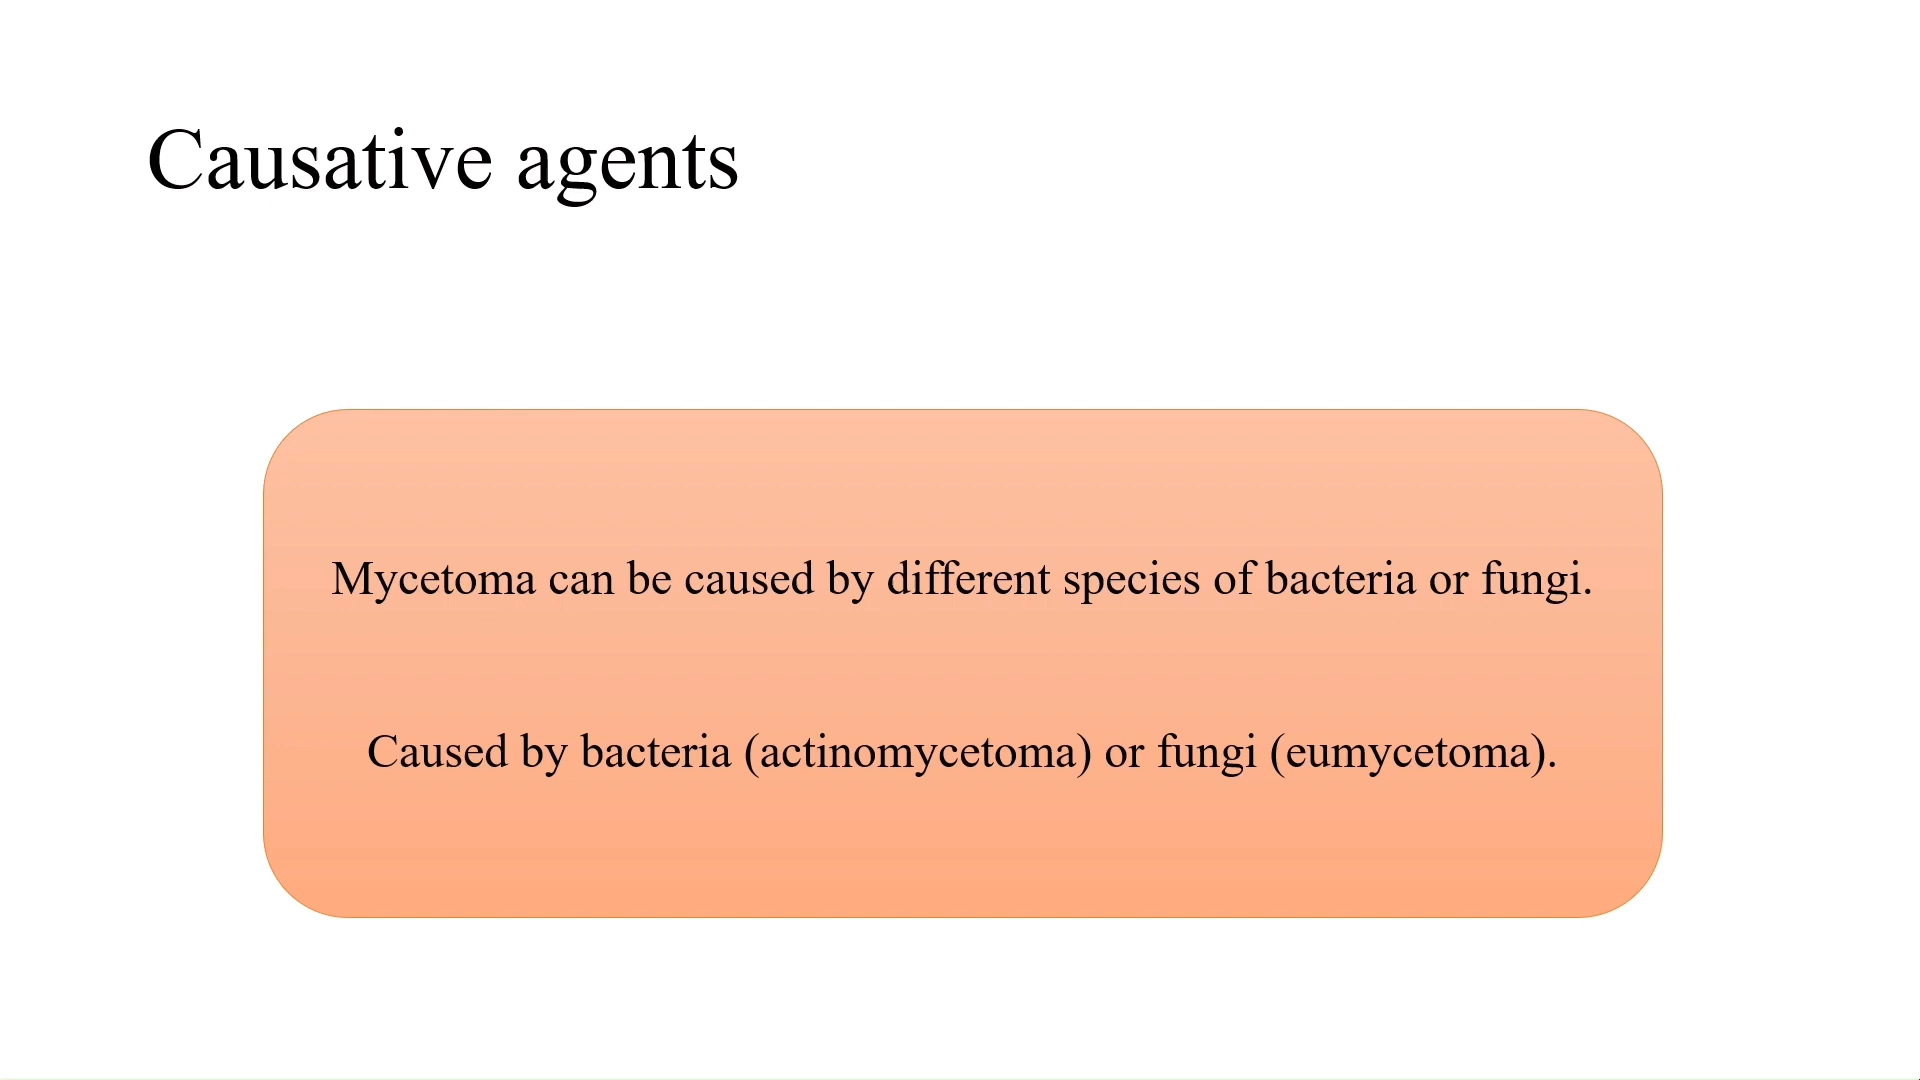 Causative agents
Mycetoma can be caused by different species of bacteria or fungi.
Caused by bacteria (actinomycetoma) or fungi (eumycetoma).